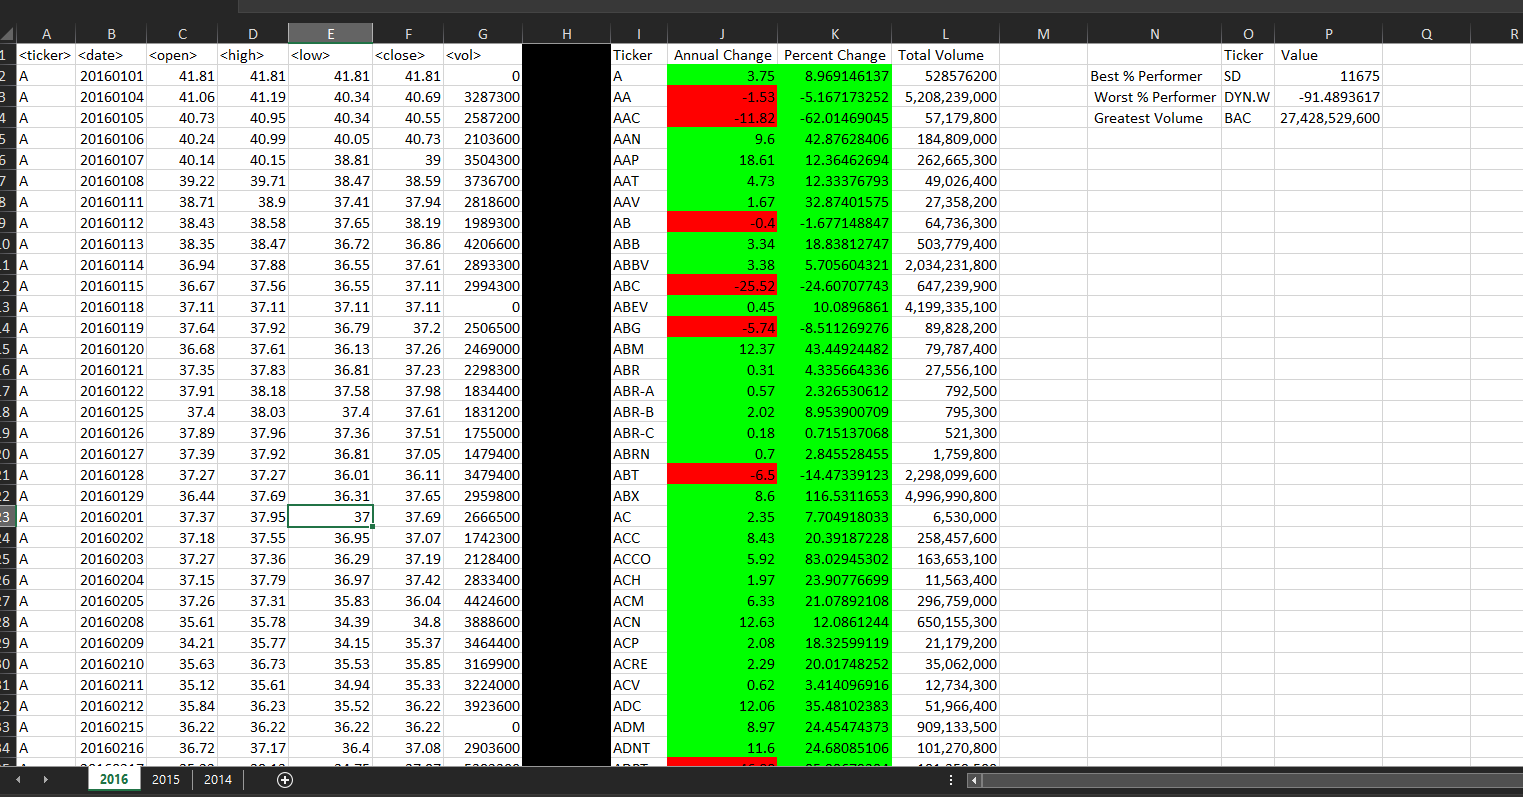 A B C D E F G H I J K L M N O P Q R
1 <ticker> <date> <open> <high> <low> <close> <vol> Ticker Annual Change Percent Change Total Volume Ticker Value
2 A 20160101 41.81 41.81 41.81 41.81 0 A 3.75 8.969146137 528576200 Best % Performer SD 11675
3 A 20160104 41.06 41.19 40.34 40.69 3287300 AA -1.53 -5.167173252 5,208,239,000 Worst % Performer DYN.W -91.4893617
4 A 20160105 40.73 40.95 40.34 40.55 2587200 AAC -11.82 -62.01469045 57,179,800 Greatest Volume BAC 27,428,529,600
5 A 20160106 40.24 40.99 40.05 40.73 2103600 AAN 9.6 42.87628406 184,809,000
6 A 20160107 40.14 40.15 38.81 39 3504300 AAP 18.61 12.36462694 262,665,300
7 A 20160108 39.22 39.71 38.47 38.59 3736700 AAT 4.73 12.33376793 49,026,400
8 A 20160111 38.71 38.9 37.41 37.94 2818600 AAV 1.67 32.87401575 27,358,200
9 A 20160112 38.43 38.58 37.65 38.19 1989300 AB -0.4 -1.677148847 64,736,300
0 A 20160113 38.35 38.47 36.72 36.86 4206600 ABB 3.34 18.83812747 503,779,400
1 A 20160114 36.94 37.88 36.55 37.61 2893300 ABBV 3.38 5.705604321 2,034,231,800
2 A 20160115 36.67 37.56 36.55 37.11 2994300 ABC -25.52 -24.60707743 647,239,900
3 A 20160118 37.11 37.11 37.11 37.11 0 ABEV 0.45 10.0896861 4,199,335,100
4 A 20160119 37.64 37.92 36.79 37.2 2506500 ABG -5.74 -8.511269276 89,828,200
5 A 20160120 36.68 37.61 36.13 37.26 2469000 ABM 12.37 43.44924482 79,787,400
6 A 20160121 37.35 37.83 36.81 37.23 2298300 ABR 0.31 4.335664336 27,556,100
7 A 20160122 37.91 38.18 37.58 37.98 1834400 ABR-A 0.57 2.326530612 792,500
8 A 20160125 37.4 38.03 37.4 37.61 1831200 ABR-B 2.02 8.953900709 795,300
9 A 20160126 37.89 37.96 37.36 37.51 1755000 ABR-C 0.18 0.715137068 521,300
20 A 20160127 37.39 37.92 36.81 37.05 1479400 ABRN 0.7 2.845528455 1,759,800
21 A 20160128 37.27 37.27 36.01 36.11 3479400 ABT -6.5 -14.47339123 2,298,099,600
22 A 20160129 36.44 37.69 36.31 37.65 2959800 ABX 8.6 116.5311653 4,996,990,800
23 A 20160201 37.37 37.95 37 37.69 2666500 AC 2.35 7.704918033 6,530,000
24 A 20160202 37.18 37.55 36.95 37.07 1742300 ACC 8.43 20.39187228 258,457,600
25 A 20160203 37.27 37.36 36.29 37.19 2128400 ACCO 5.92 83.02945302 163,653,100
26 A 20160204 37.15 37.79 36.97 37.42 2833400 ACH 1.97 23.90776699 11,563,400
27 A 20160205 37.26 37.31 35.83 36.04 4424600 ACM 6.33 21.07892108 296,759,000
28 A 20160208 35.61 35.78 34.39 34.8 3888600 ACN 12.63 12.0861244 650,155,300
29 A 20160209 34.21 35.77 34.15 35.37 3464400 ACP 2.08 18.32599119 21,179,200
30 A 20160210 35.63 36.73 35.53 35.85 3169900 ACRE 2.29 20.01748252 35,062,000
31 A 20160211 35.12 35.61 34.94 35.33 3224000 ACV 0.62 3.414096916 12,734,300
32 A 20160212 35.84 36.23 35.52 36.22 3923600 ADC 12.06 35.48102383 51,966,400
33 A 20160215 36.22 36.22 36.22 36.22 0 ADM 8.97 24.45474373 909,133,500
34 A 20160216 36.72 37.17 36.4 37.08 2903600 ADNT 11.6 24.68085106 101,270,800
2016 2015 2014